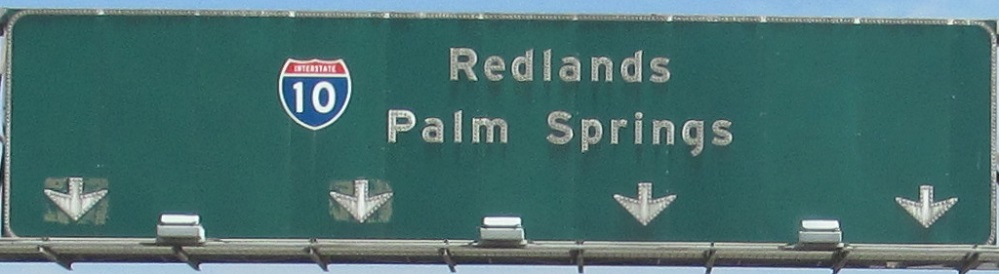 INTERSTATE
10
Redlands
Palm Springs